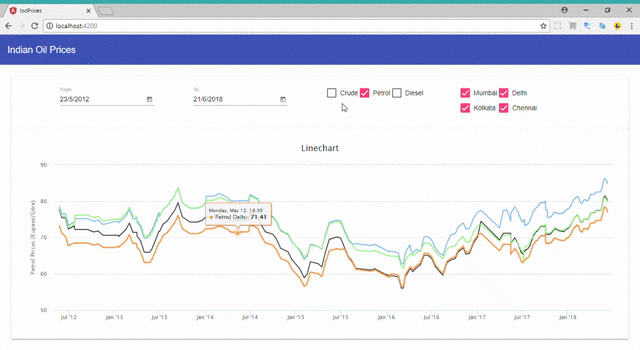 IocPrices
localhost:4200
Indian Oil Prices
From
23/5/2012
To
21/6/2018
Crude Petrol Diesel
Mumbai Delhi
Kolkata Chennai
Linechart
Petrol Prices (Rupees/Litre)
90
80
70
60
50
Monday, May 12,
Petrol Delhi: 71.41
Jul '12 Jan '13 Jul '13 Jan '14 Jul '14 Jan '15 Jul '15 Jan '16 Jul '16 Jan '17 Jul '17 Jan '18